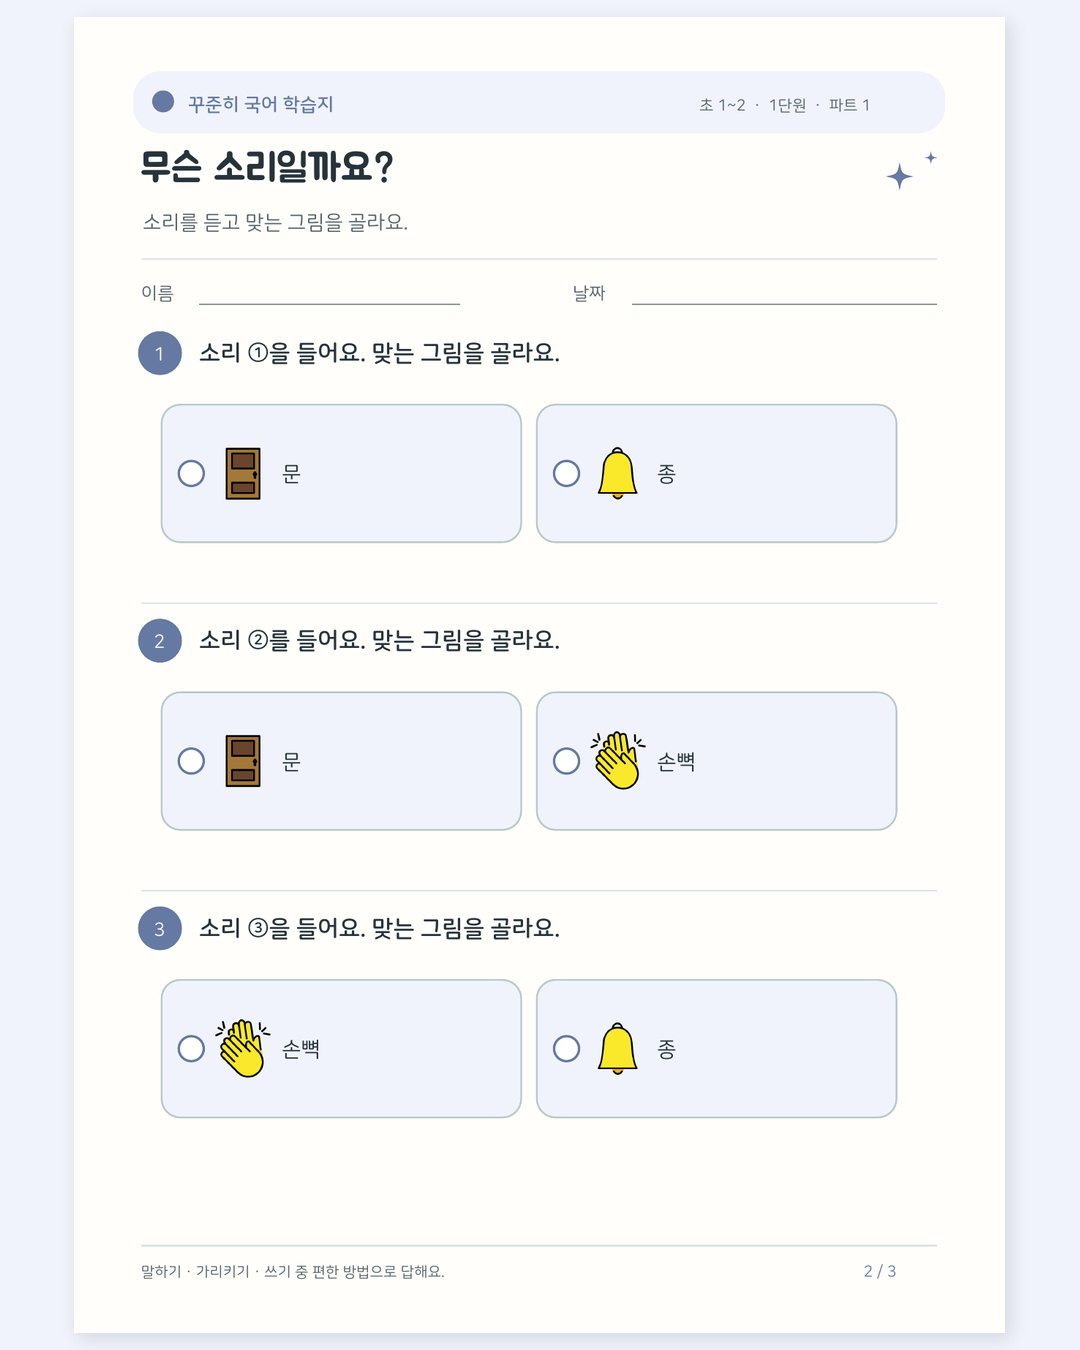 꾸준히 국어 학습지
초 1~2 · 1단원 · 파트 1
무슨 소리일까요?
소리를 듣고 맞는 그림을 골라요.
이름
날짜
1 소리 ①을 들어요. 맞는 그림을 골라요.
문
종
2 소리 ②를 들어요. 맞는 그림을 골라요.
문
손뼉
3 소리 ③을 들어요. 맞는 그림을 골라요.
손뼉
종
말하기 · 가리키기 · 쓰기 중 편한 방법으로 답해요.
2 / 3